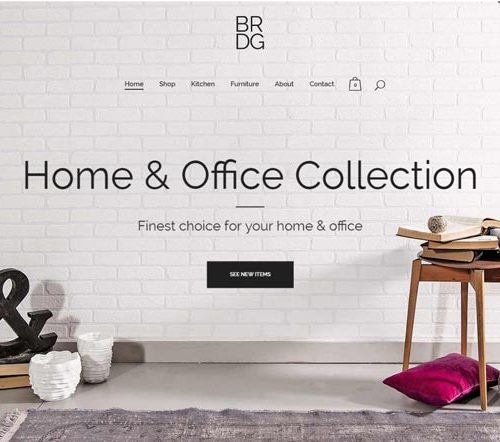 BR
DG
Home Shop Kitchen Furniture About Contact 0
Home & Office Collection
Finest choice for your home & office
SEE NEW ITEMS
&